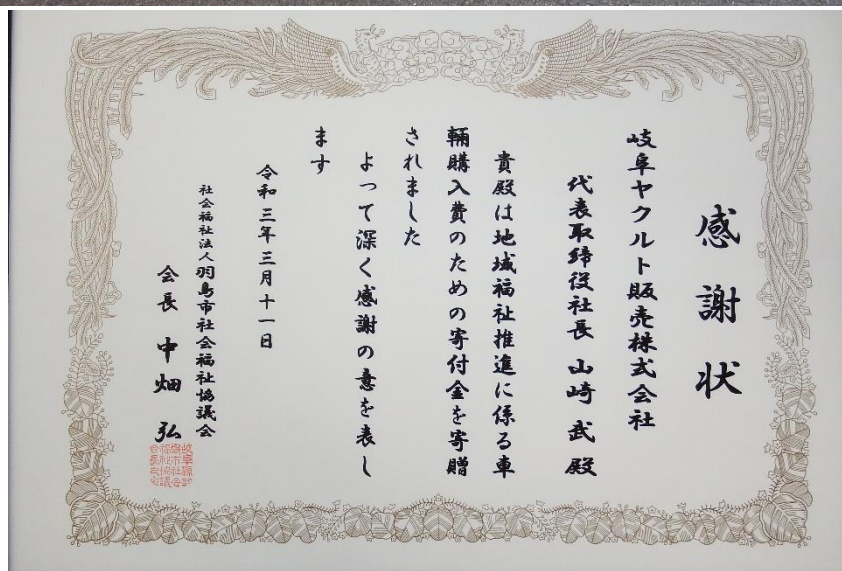 感謝状
岐阜ヤクルト販売株式会社
代表取締役社長 山崎 武 殿
貴殿は地域福祉推進に係る車
輛購入費のための寄付金を寄贈
されました
よって深く感謝の意を表し
ます
令和三年三月十一日
社会福祉法人 羽島市社会福祉協議会
会長 中畑 弘